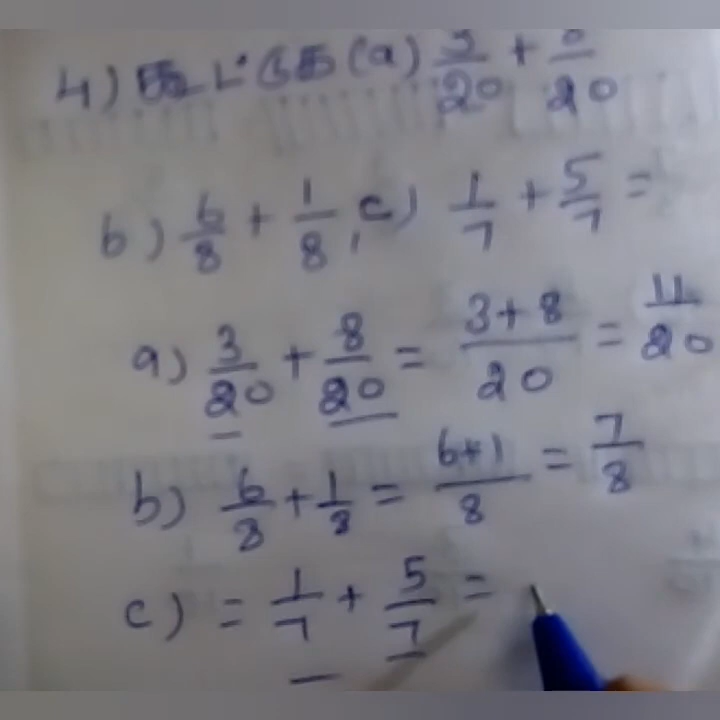 4) (a) 3/20 + 8/20
b) 6/8 + 1/8, c) 1/7 + 5/7 =
a) 3/20 + 8/20 = 3+8/20 = 11/20
b) 6/8 + 1/8 = 6+1/8 = 7/8
c) = 1/7 + 5/7 =